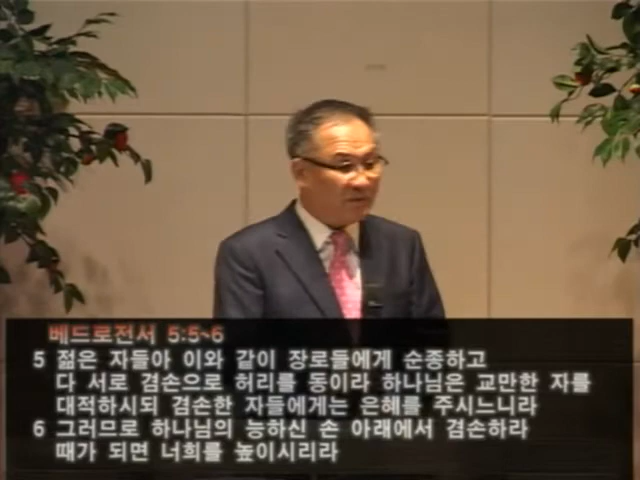 베드로전서 5:5~6
5 젊은 자들아 이와 같이 장로들에게 순종하고
다 서로 겸손으로 허리를 동이라 하나님은 교만한 자를
대적하시되 겸손한 자들에게는 은혜를 주시느니라
6 그러므로 하나님의 능하신 손 아래에서 겸손하라
때가 되면 너희를 높이시리라